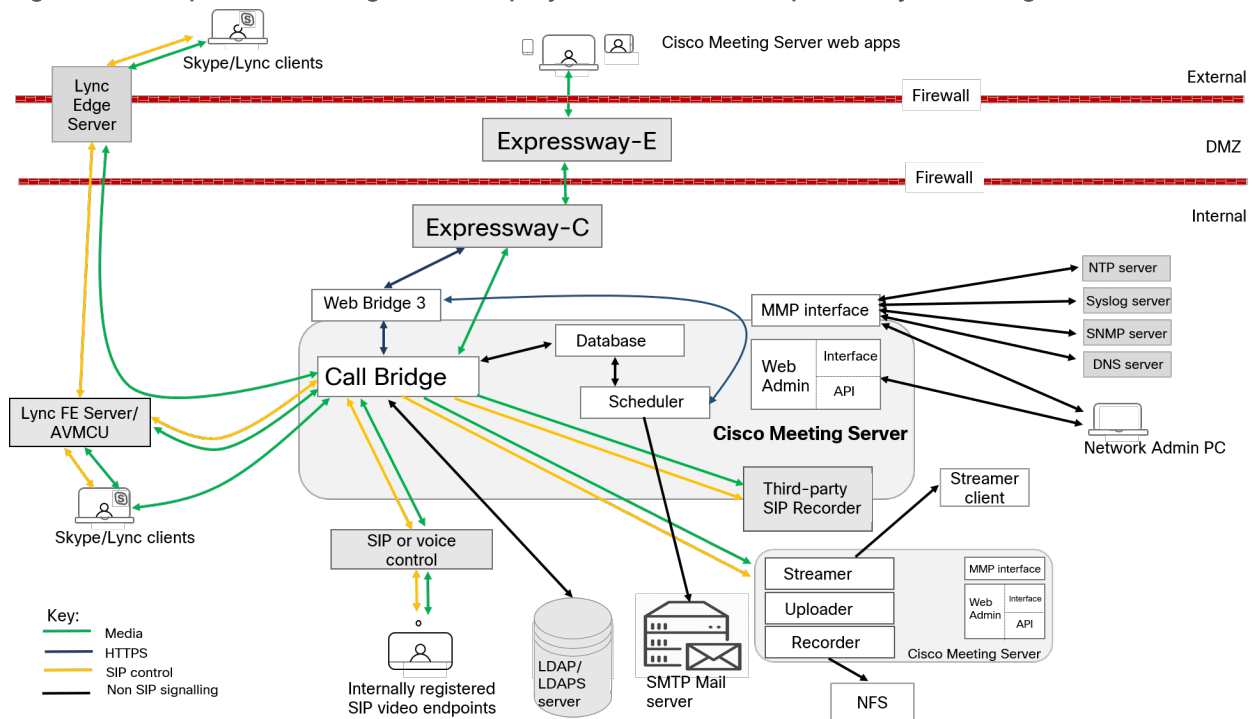 Skype/Lync clients
Cisco Meeting Server web apps
External
Lync
Edge
Server
Firewall
Expressway-E
DMZ
Firewall
Internal
Expressway-C
NTP server
Web Bridge 3
MMP interface
Syslog server
SNMP server
DNS server
Database
Web
Admin
Interface
API
Call Bridge
Scheduler
Lync FE Server/
AVMCU
Cisco Meeting Server
Network Admin PC
Third-party
SIP Recorder
Streamer
client
Skype/Lync clients
SIP or voice
control
Streamer
Uploader
Recorder
MMP interface
Web
Admin
Interface
API
Cisco Meeting Server
Key:
Media
HTTPS
SIP control
Non SIP signalling
Internally registered
SIP video endpoints
LDAP/
LDAPS
server
SMTP Mail
server
NFS